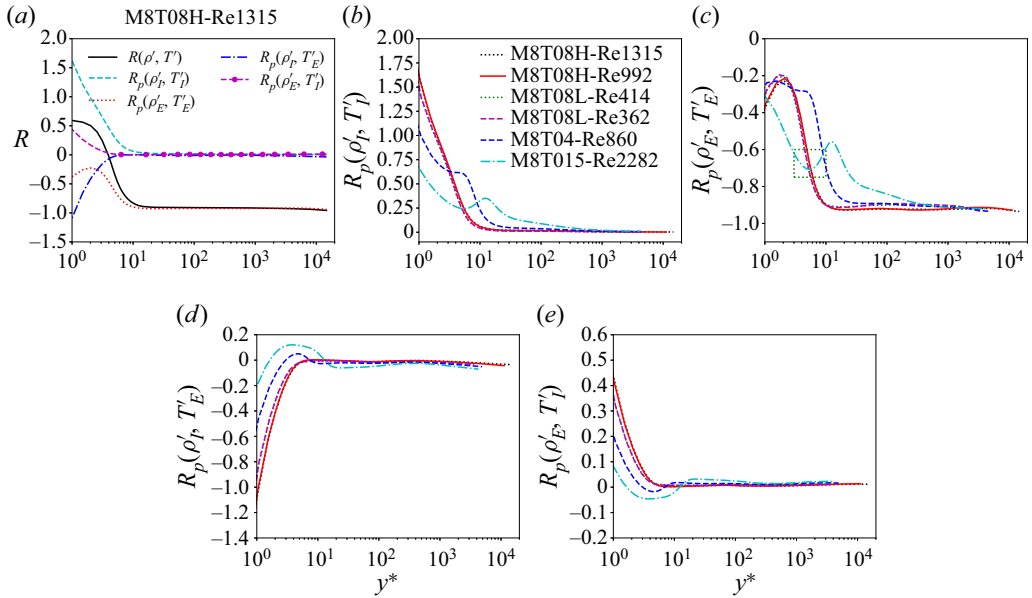 (a) M8T08H-Re1315 (b) (c)
R
2.0
1.5
1.0
0.5
0
–0.5
–1.0
–1.5
R(ρ′, T′)
R_p(ρ′_I, T′_I)
R_p(ρ′_E, T′_E)
R_p(ρ′_I, T′_E)
R_p(ρ′_E, T′_I)
10^0 10^1 10^2 10^3 10^4
R_p(ρ′_I, T′_I)
2.00
1.75
1.50
1.25
1.00
0.75
0.50
0.25
0
M8T08H-Re1315
M8T08H-Re992
M8T08L-Re414
M8T08L-Re362
M8T04-Re860
M8T015-Re2282
10^0 10^1 10^2 10^3 10^4
R_p(ρ′_E, T′_E)
0
–0.2
–0.4
–0.6
–0.8
–1.0
10^0 10^1 10^2 10^3 10^4
(d) (e)
R_p(ρ′_I, T′_E)
0.2
0
–0.2
–0.4
–0.6
–0.8
–1.0
–1.2
–1.4
10^0 10^1 10^2 10^3 10^4
y*
R_p(ρ′_E, T′_I)
0.6
0.5
0.4
0.3
0.2
0.1
0
–0.1
–0.2
10^0 10^1 10^2 10^3 10^4
y*